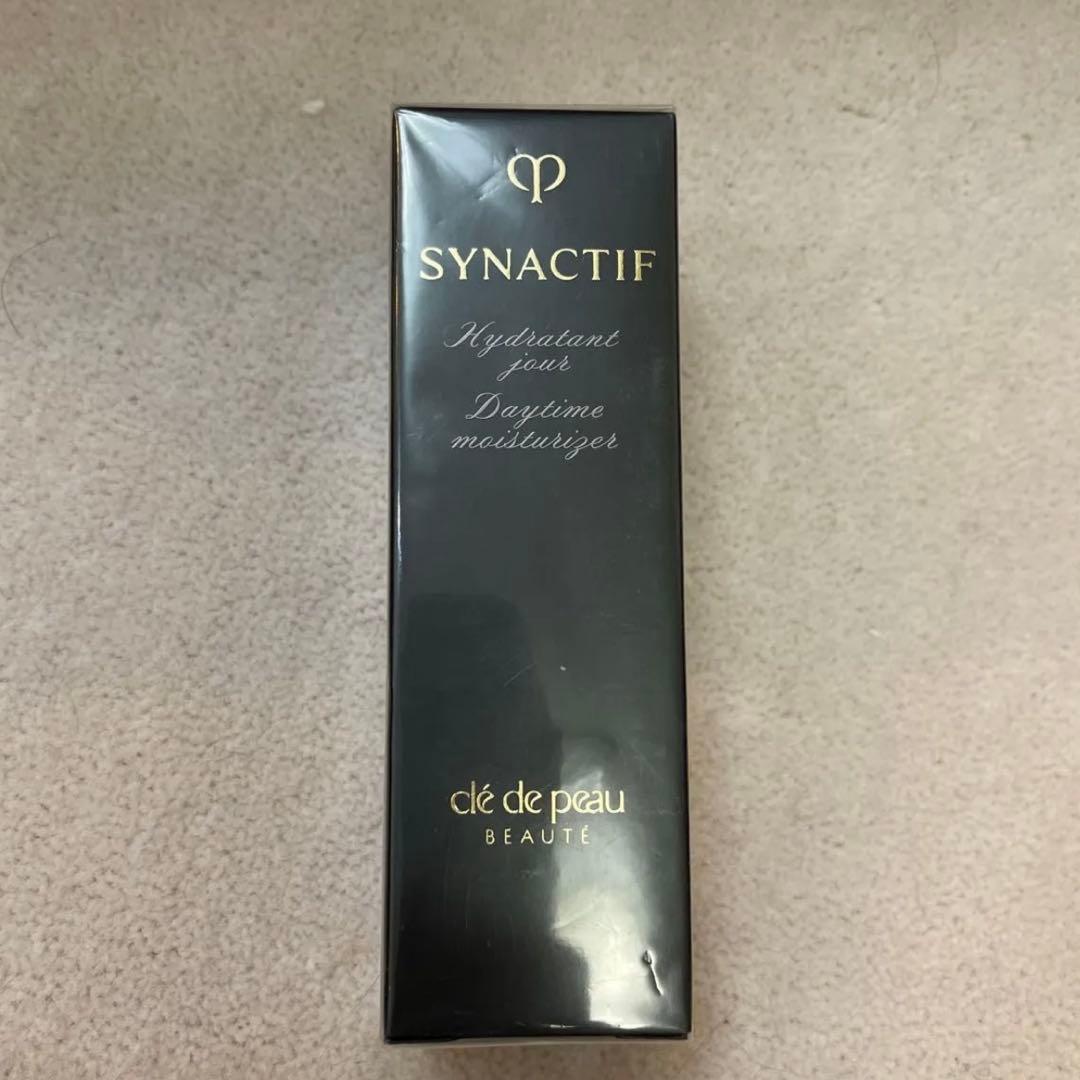 SYNACTIF
Hydratant
jour
Daytime
moisturizer
clé de peau
BEAUTÉ